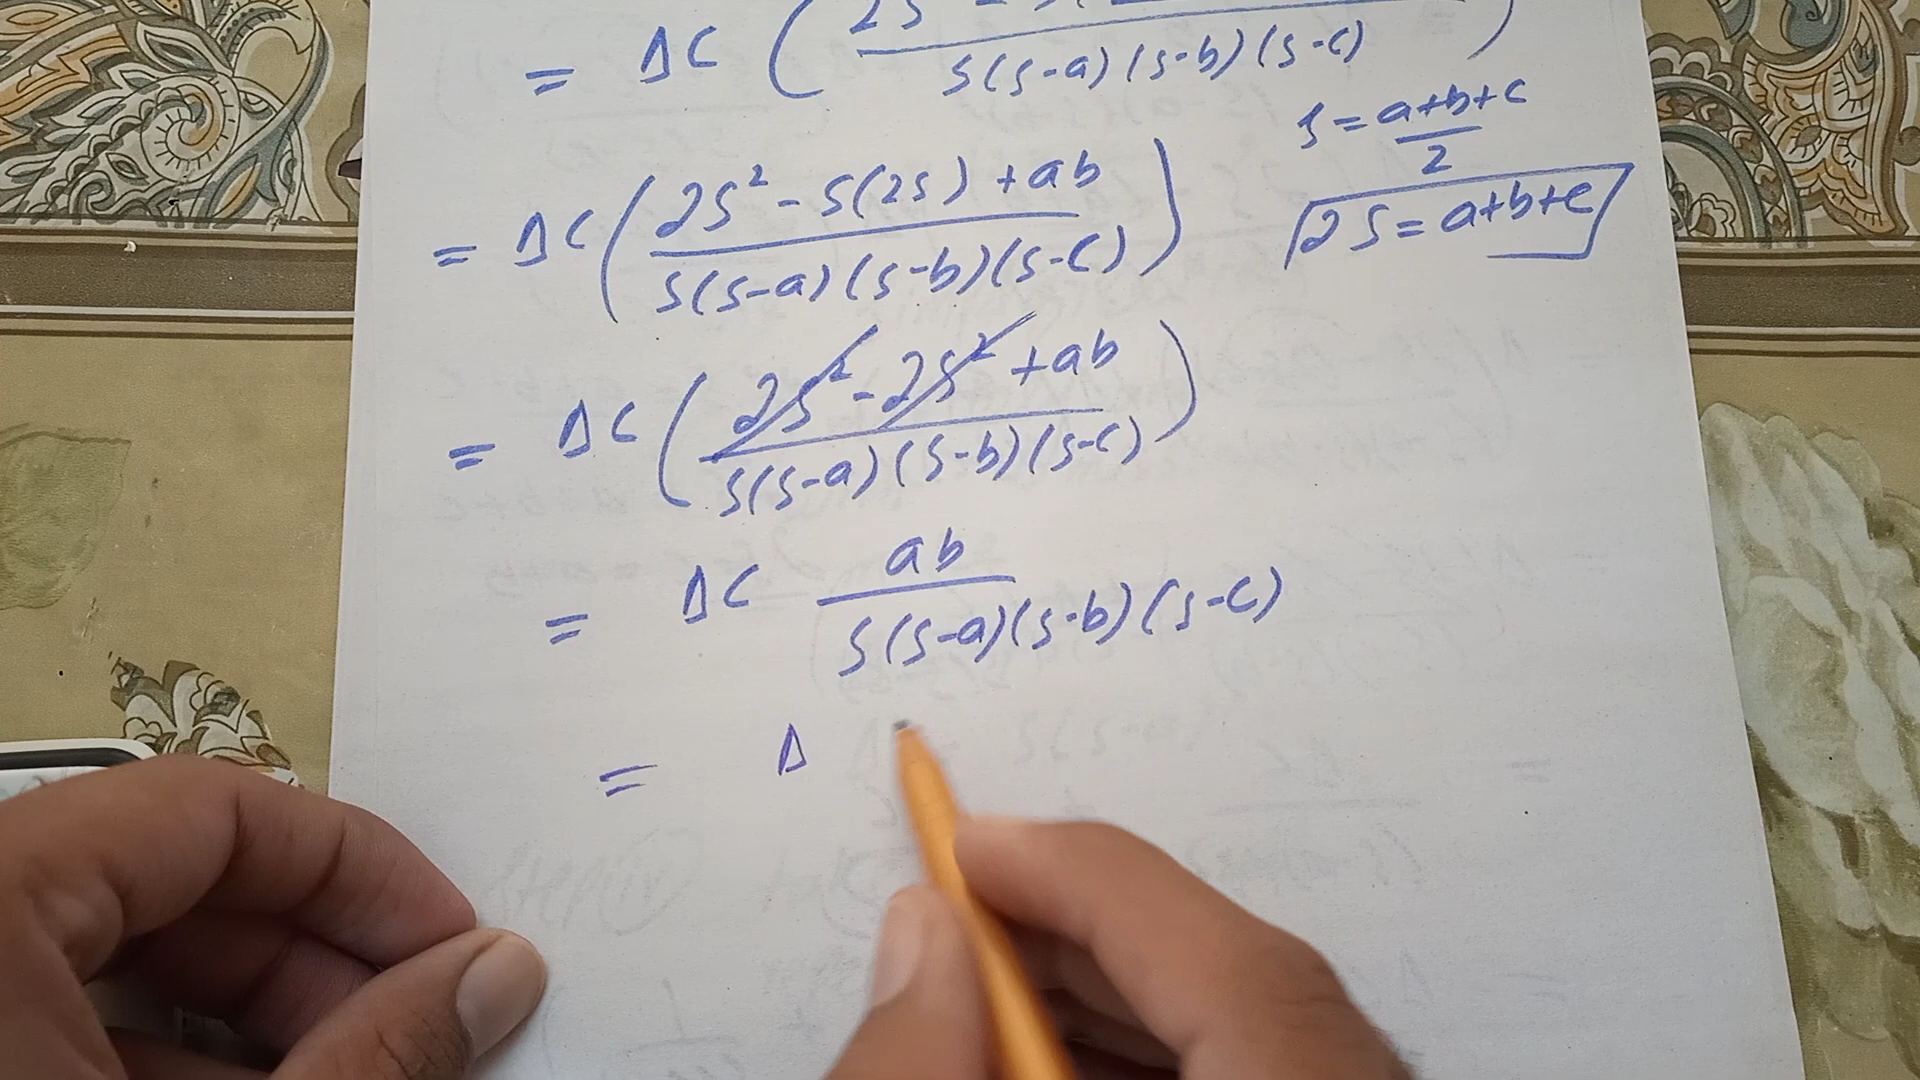 = Δc ( / s(s-a)(s-b)(s-c) )
s = a+b+c / 2
= Δc ( 2s² - s(2s) + ab / s(s-a)(s-b)(s-c) )
2s = a+b+c
= Δc ( 2s² - 2s² + ab / s(s-a)(s-b)(s-c) )
= Δc ab / s(s-a)(s-b)(s-c)
= Δ